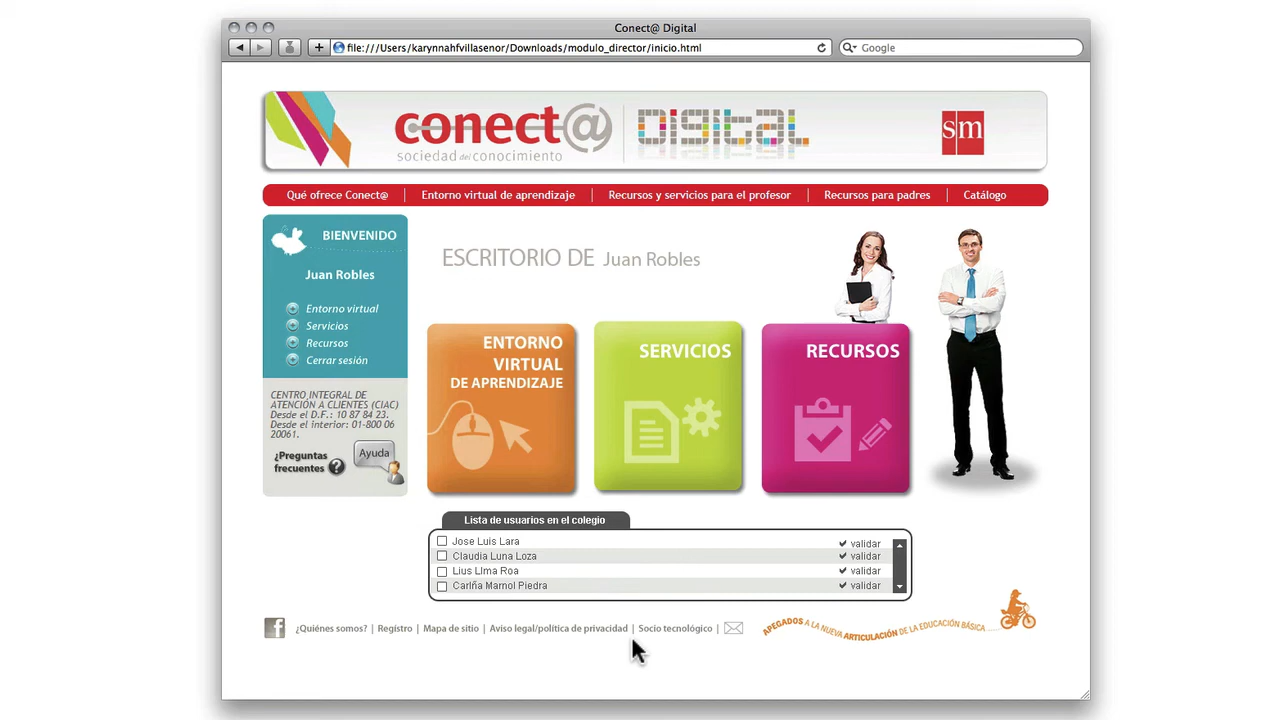 Conect@ Digital
file:///Users/karynnahfvillasenor/Downloads/modulo_director/inicio.html
Google
conect@ DIGITAL
sociedad del conocimiento
sm
Qué ofrece Conect@ | Entorno virtual de aprendizaje | Recursos y servicios para el profesor | Recursos para padres | Catálogo
BIENVENIDO
Juan Robles
Entorno virtual
Servicios
Recursos
Cerrar sesión
CENTRO INTEGRAL DE
ATENCIÓN A CLIENTES (CIAC)
Desde el D.F.: 10 87 84 23.
Desde el interior: 01-800 06
20061.
¿Preguntas
frecuentes ?
Ayuda
ESCRITORIO DE Juan Robles
ENTORNO
VIRTUAL
DE APRENDIZAJE
SERVICIOS
RECURSOS
Lista de usuarios en el colegio
Jose Luis Lara validar
Claudia Luna Loza validar
Lius LIma Roa validar
Carlña Marnol Piedra validar
¿Quiénes somos? | Registro | Mapa de sitio | Aviso legal/política de privacidad | Socio tecnológico |
APEGADOS A LA NUEVA ARTICULACIÓN DE LA EDUCACIÓN BÁSICA